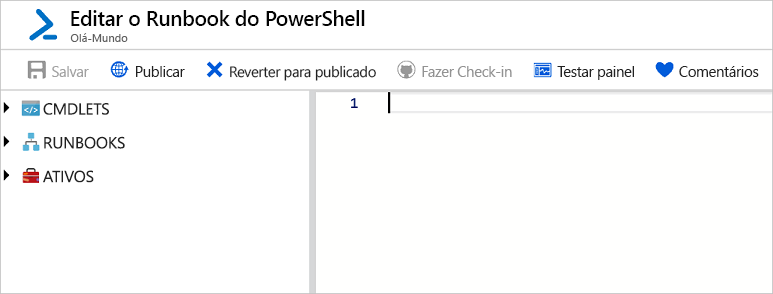 Editar o Runbook do PowerShell
Olá-Mundo
Salvar Publicar Reverter para publicado Fazer Check-in Testar painel Comentários
CMDLETS
RUNBOOKS
ATIVOS
1